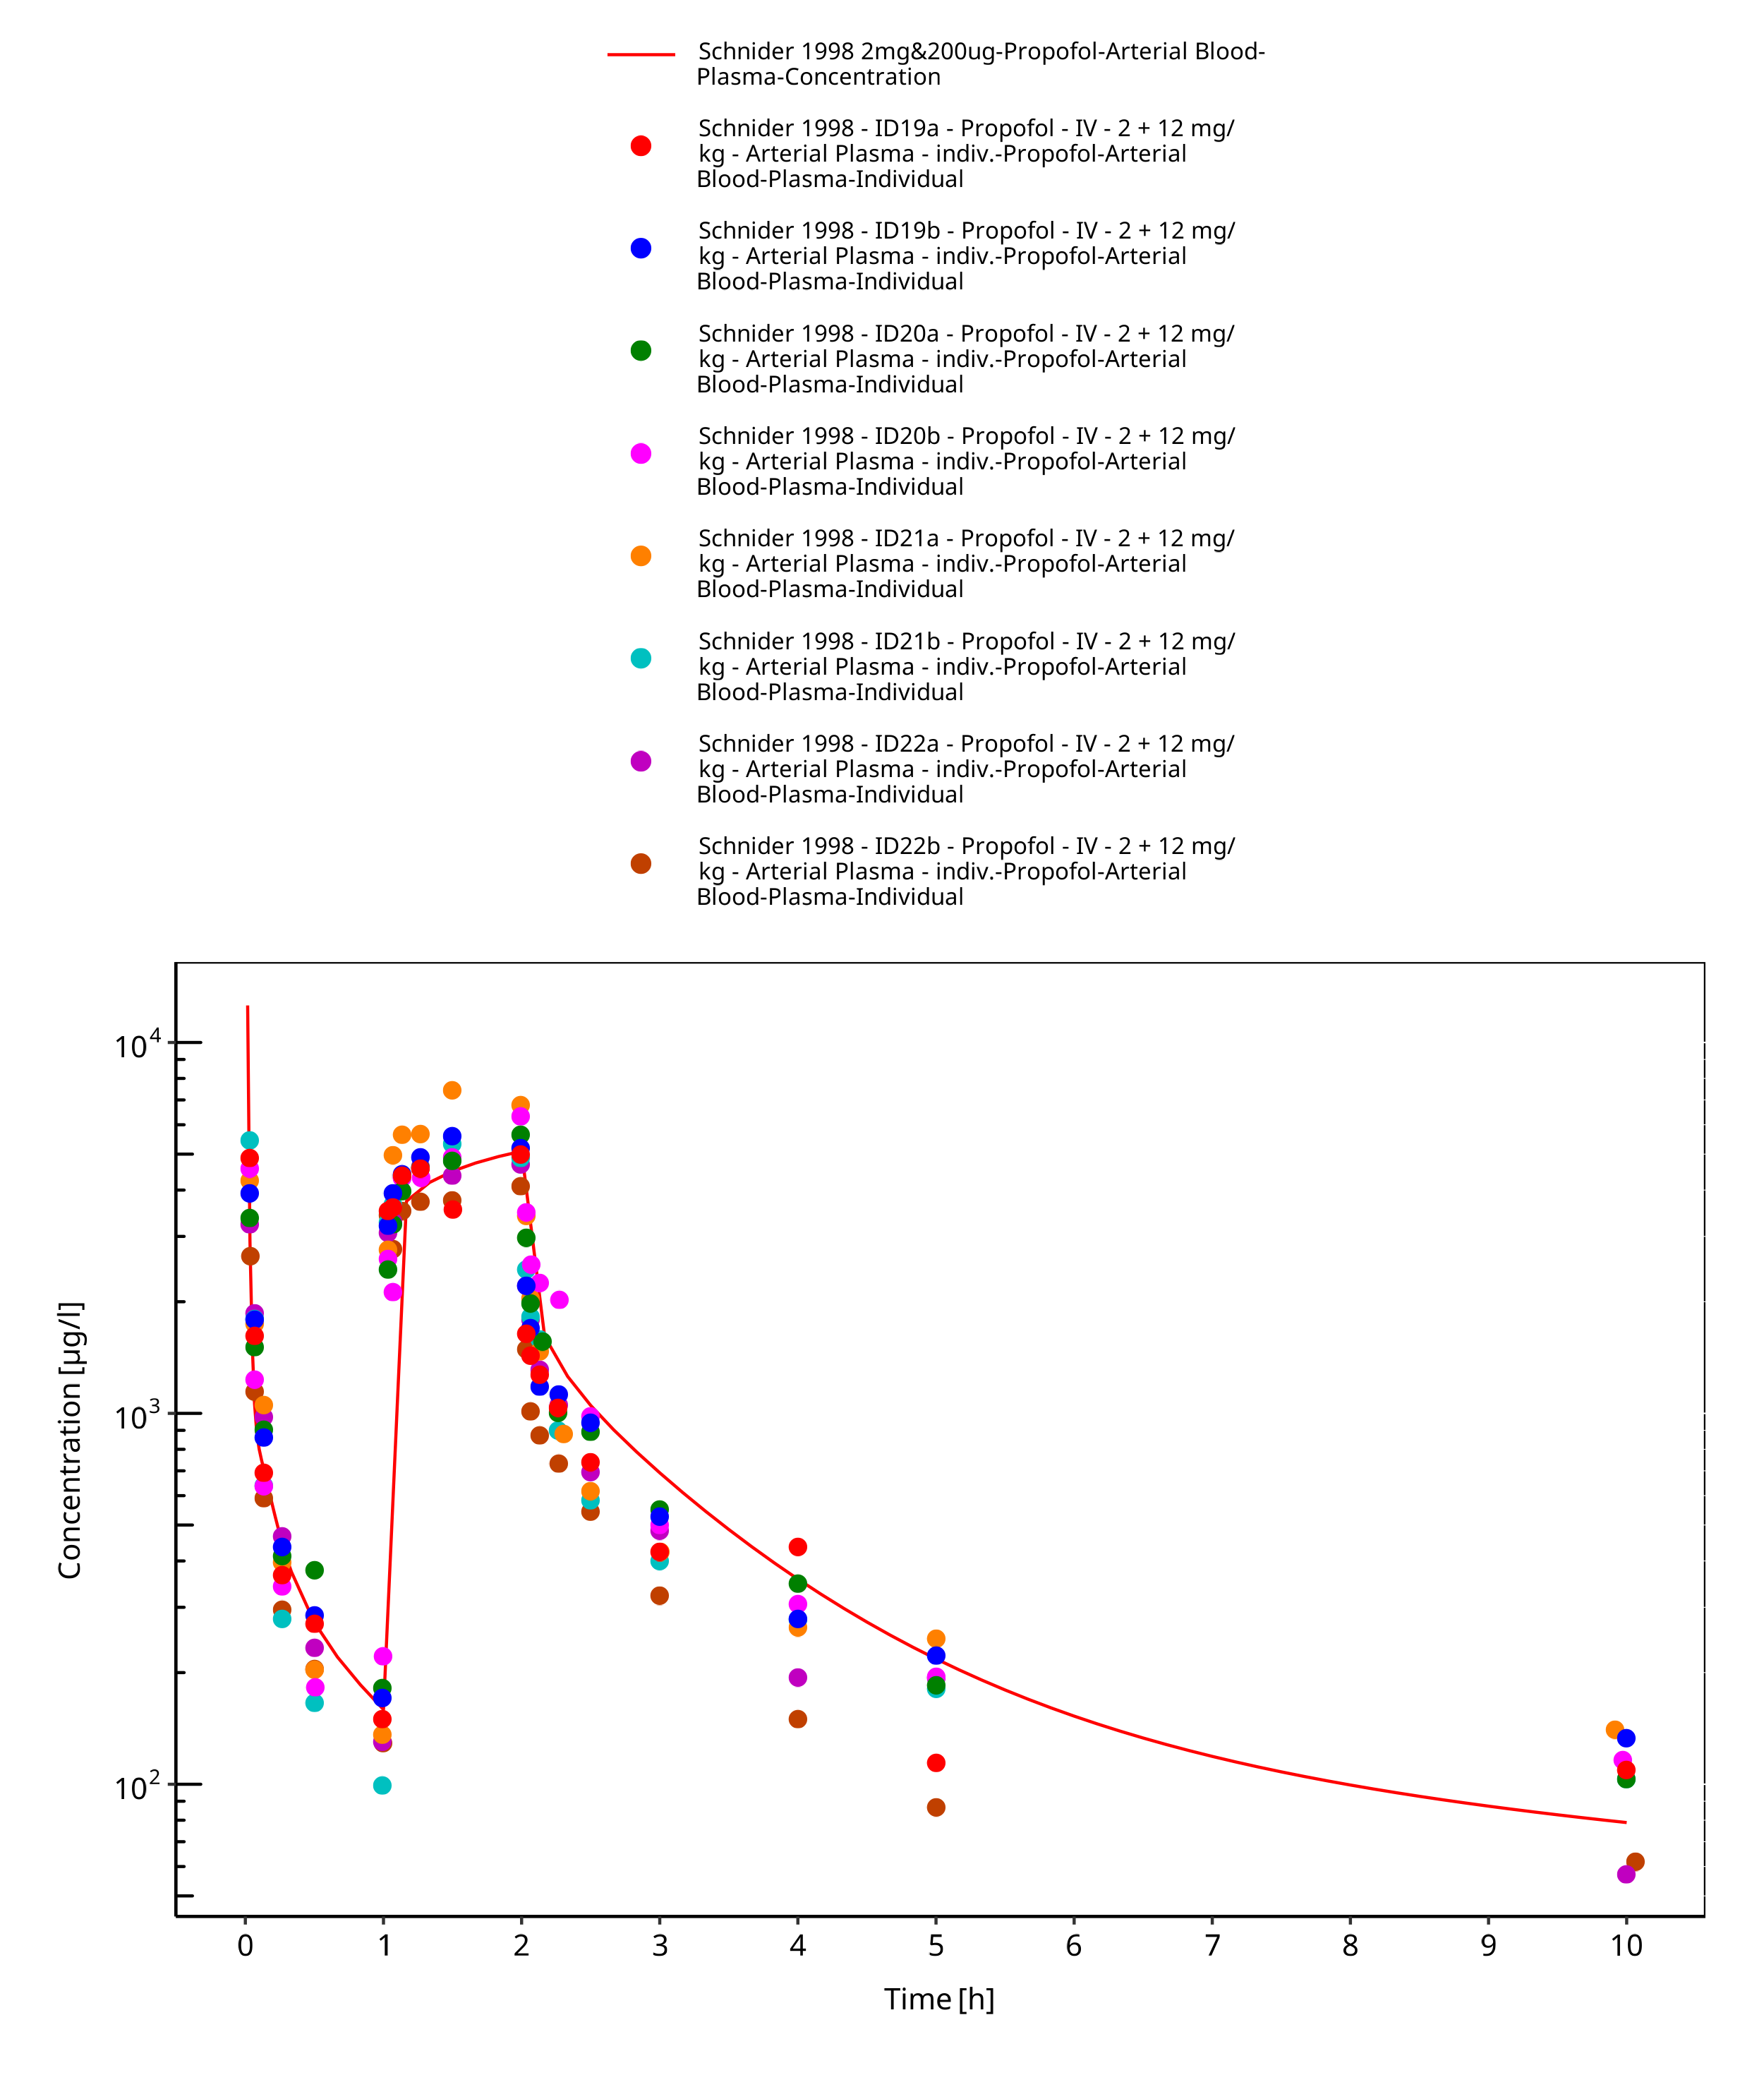 Schnider 1998 2mg&200ug-Propofol-Arterial Blood-
Plasma-Concentration
Schnider 1998 - ID19a - Propofol - IV - 2 + 12 mg/
kg - Arterial Plasma - indiv.-Propofol-Arterial
Blood-Plasma-Individual
Schnider 1998 - ID19b - Propofol - IV - 2 + 12 mg/
kg - Arterial Plasma - indiv.-Propofol-Arterial
Blood-Plasma-Individual
Schnider 1998 - ID20a - Propofol - IV - 2 + 12 mg/
kg - Arterial Plasma - indiv.-Propofol-Arterial
Blood-Plasma-Individual
Schnider 1998 - ID20b - Propofol - IV - 2 + 12 mg/
kg - Arterial Plasma - indiv.-Propofol-Arterial
Blood-Plasma-Individual
Schnider 1998 - ID21a - Propofol - IV - 2 + 12 mg/
kg - Arterial Plasma - indiv.-Propofol-Arterial
Blood-Plasma-Individual
Schnider 1998 - ID21b - Propofol - IV - 2 + 12 mg/
kg - Arterial Plasma - indiv.-Propofol-Arterial
Blood-Plasma-Individual
Schnider 1998 - ID22a - Propofol - IV - 2 + 12 mg/
kg - Arterial Plasma - indiv.-Propofol-Arterial
Blood-Plasma-Individual
Schnider 1998 - ID22b - Propofol - IV - 2 + 12 mg/
kg - Arterial Plasma - indiv.-Propofol-Arterial
Blood-Plasma-Individual
10⁴
10³
10²
Concentration [µg/l]
0 1 2 3 4 5 6 7 8 9 10
Time [h]